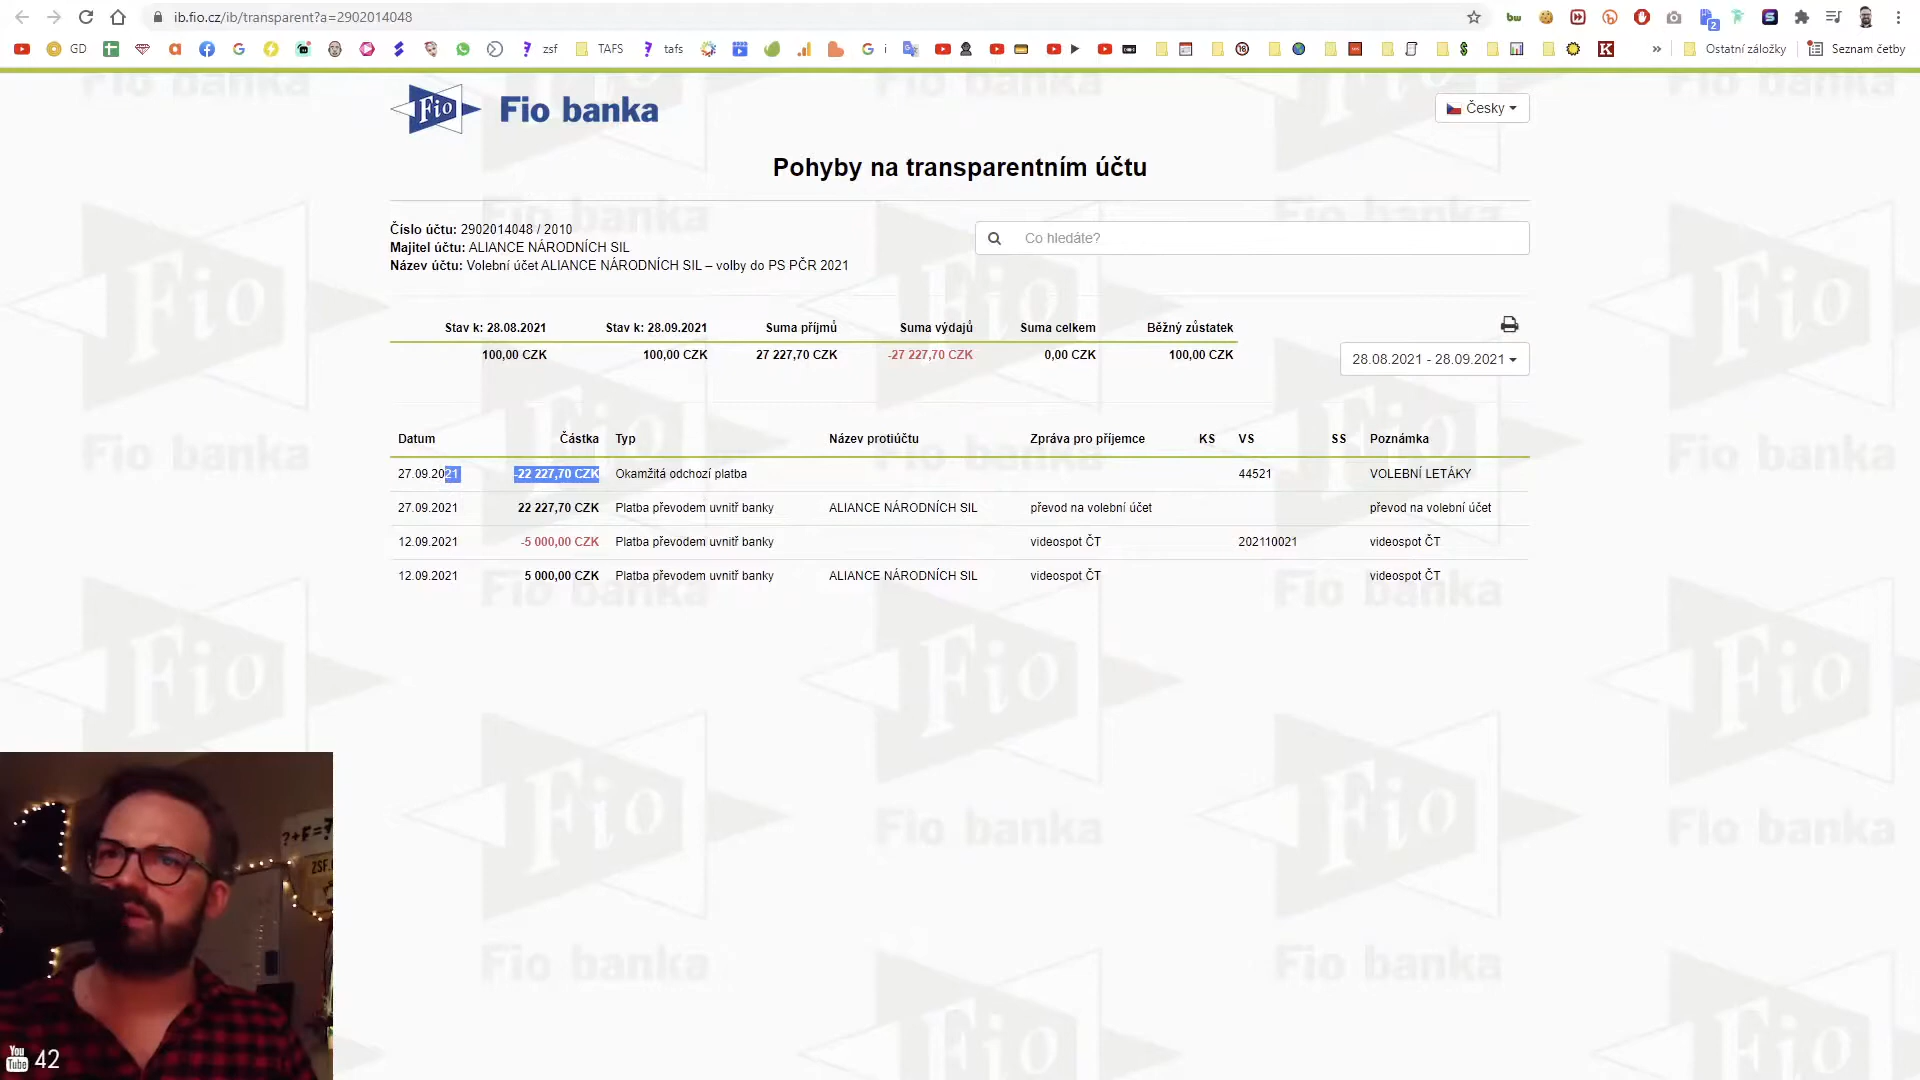 ib.fio.cz/ib/transparent?a=2902014048
GD
zsf
TAFS
tafs
i
»
Ostatní záložky
Seznam četby
Fio
Fio banka
Česky
Pohyby na transparentním účtu
Číslo účtu: 2902014048 / 2010
Majitel účtu: ALIANCE NÁRODNÍCH SIL
Název účtu: Volební účet ALIANCE NÁRODNÍCH SIL – volby do PS PČR 2021
Co hledáte?
Stav k: 28.08.2021 Stav k: 28.09.2021 Suma příjmů Suma výdajů Suma celkem Běžný zůstatek
100,00 CZK 100,00 CZK 27 227,70 CZK -27 227,70 CZK 0,00 CZK 100,00 CZK
28.08.2021 - 28.09.2021
Datum Částka Typ Název protiúčtu Zpráva pro příjemce KS VS SS Poznámka
27.09.2021 -22 227,70 CZK Okamžitá odchozí platba 44521 VOLEBNÍ LETÁKY
27.09.2021 22 227,70 CZK Platba převodem uvnitř banky ALIANCE NÁRODNÍCH SIL převod na volební účet převod na volební účet
12.09.2021 -5 000,00 CZK Platba převodem uvnitř banky videospot ČT 202110021 videospot ČT
12.09.2021 5 000,00 CZK Platba převodem uvnitř banky ALIANCE NÁRODNÍCH SIL videospot ČT videospot ČT
?+F=?
You
Tube 42